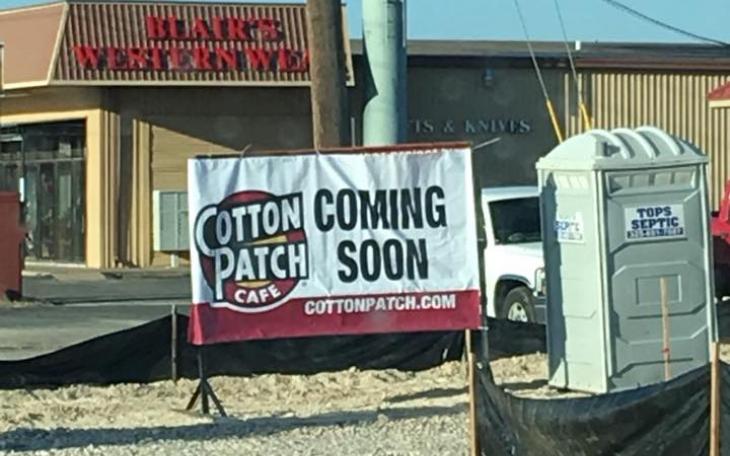 BLAIR'S
WESTERN WEA
TS & KNIVES
COTTON
PATCH
CAFE
COMING
SOON
COTTONPATCH.COM
TOPS
SEPTIC